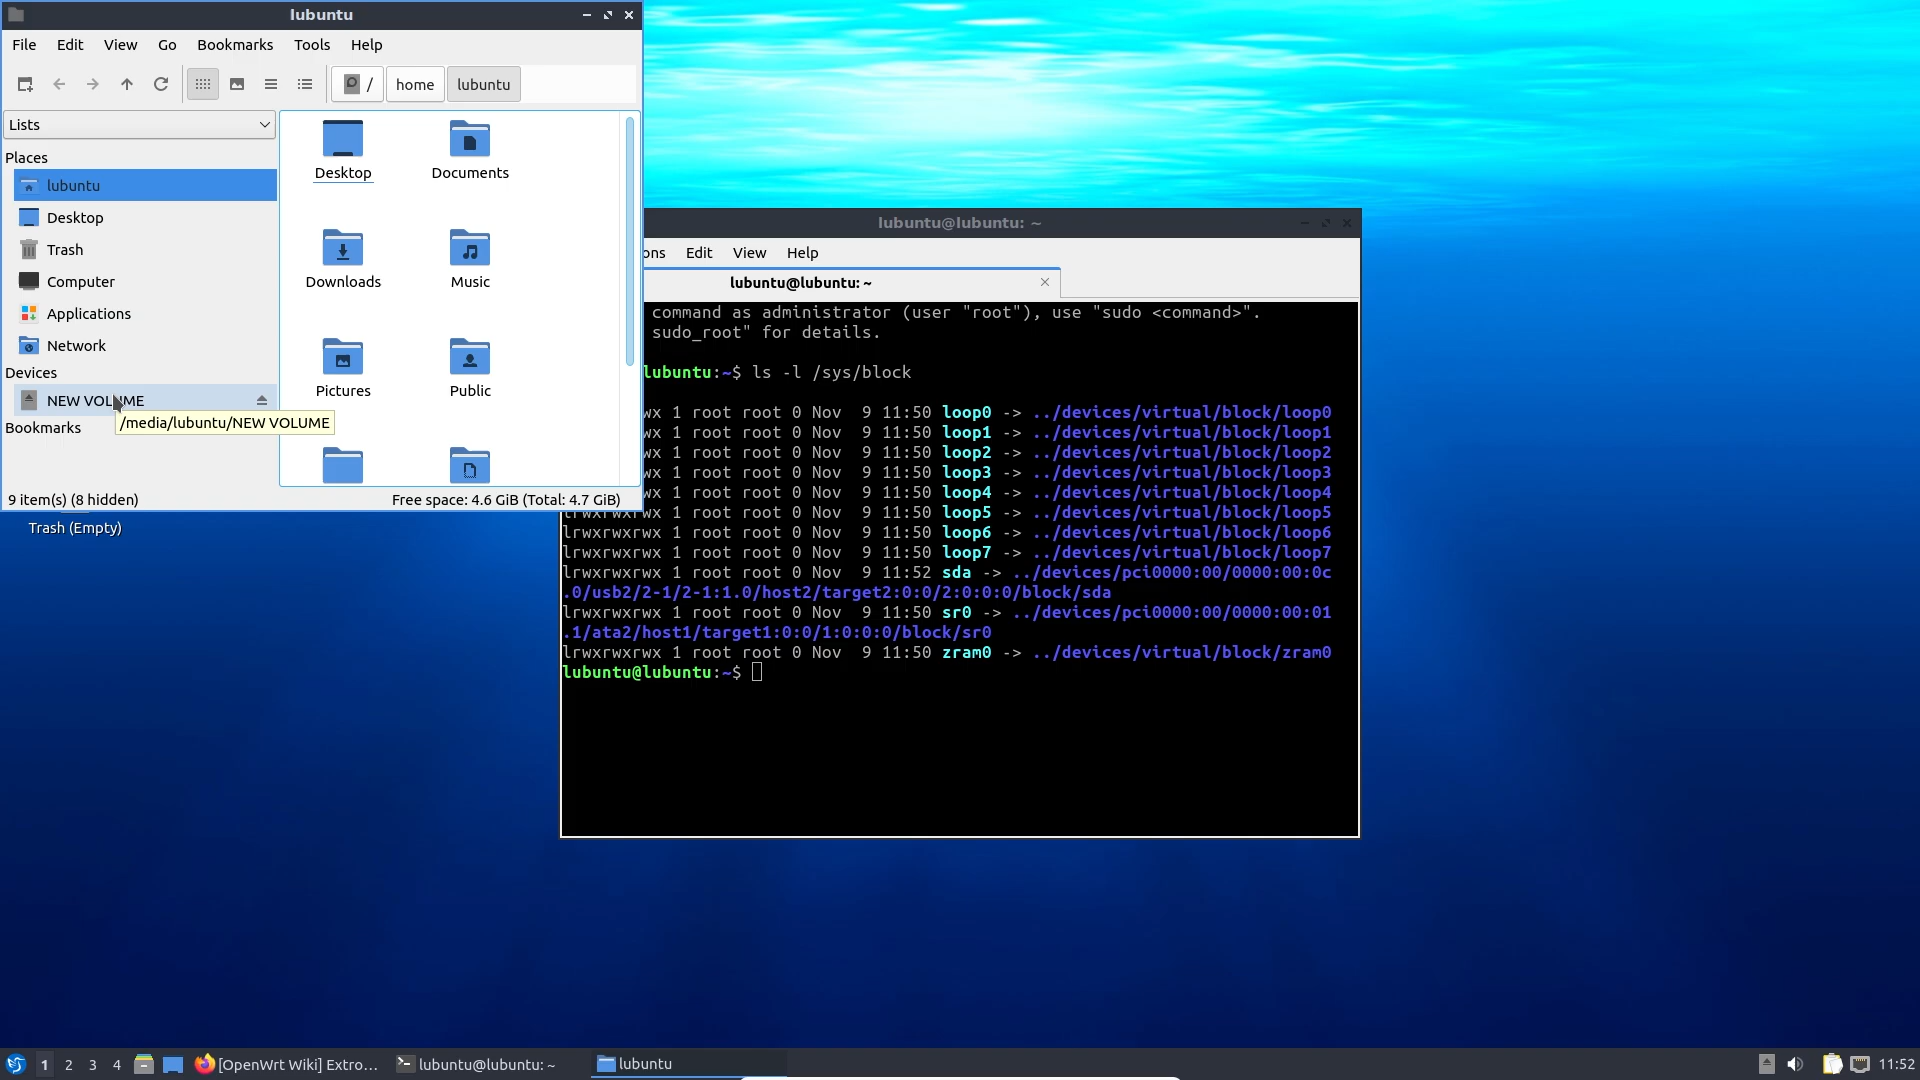 lubuntu
File Edit View Go Bookmarks Tools Help
/ home lubuntu
Lists
Places
lubuntu
Desktop
Trash
Computer
Applications
Network
Devices
NEW VOLUME
/media/lubuntu/NEW VOLUME
Bookmarks
Desktop Documents
Downloads Music
Pictures Public
9 item(s) (8 hidden) Free space: 4.6 GiB (Total: 4.7 GiB)
Trash (Empty)
lubuntu@lubuntu: ~
ons Edit View Help
lubuntu@lubuntu: ~
command as administrator (user "root"), use "sudo <command>".
sudo_root" for details.
lubuntu:~$ ls -l /sys/block
wx 1 root root 0 Nov  9 11:50 loop0 -> ../devices/virtual/block/loop0
wx 1 root root 0 Nov  9 11:50 loop1 -> ../devices/virtual/block/loop1
wx 1 root root 0 Nov  9 11:50 loop2 -> ../devices/virtual/block/loop2
wx 1 root root 0 Nov  9 11:50 loop3 -> ../devices/virtual/block/loop3
wx 1 root root 0 Nov  9 11:50 loop4 -> ../devices/virtual/block/loop4
lrwxrwxrwx 1 root root 0 Nov  9 11:50 loop5 -> ../devices/virtual/block/loop5
lrwxrwxrwx 1 root root 0 Nov  9 11:50 loop6 -> ../devices/virtual/block/loop6
lrwxrwxrwx 1 root root 0 Nov  9 11:50 loop7 -> ../devices/virtual/block/loop7
lrwxrwxrwx 1 root root 0 Nov  9 11:52 sda -> ../devices/pci0000:00/0000:00:0c
.0/usb2/2-1/2-1:1.0/host2/target2:0:0/2:0:0:0/block/sda
lrwxrwxrwx 1 root root 0 Nov  9 11:50 sr0 -> ../devices/pci0000:00/0000:00:01
.1/ata2/host1/target1:0:0/1:0:0:0/block/sr0
lrwxrwxrwx 1 root root 0 Nov  9 11:50 zram0 -> ../devices/virtual/block/zram0
lubuntu@lubuntu:~$
1 2 3 4 [OpenWrt Wiki] Extro... lubuntu@lubuntu: ~ lubuntu 11:52